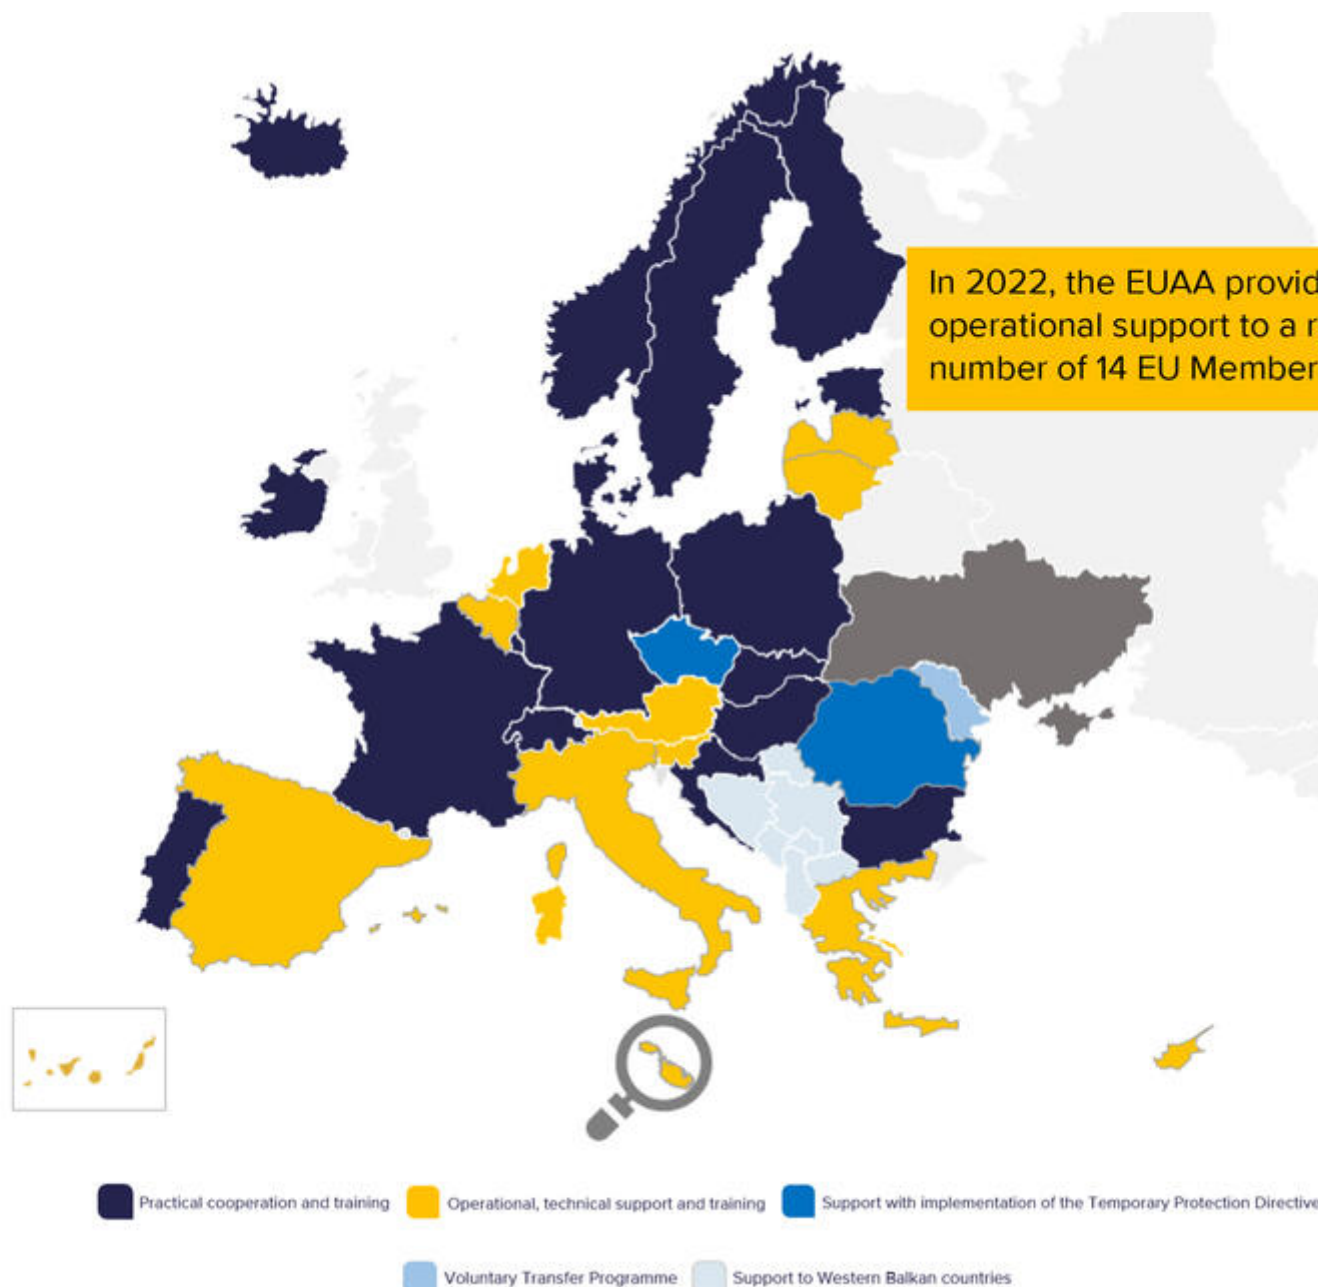 In 2022, the EUAA provid
operational support to a r
number of 14 EU Member
Practical cooperation and training
Operational, technical support and training
Support with implementation of the Temporary Protection Directive
Voluntary Transfer Programme
Support to Western Balkan countries